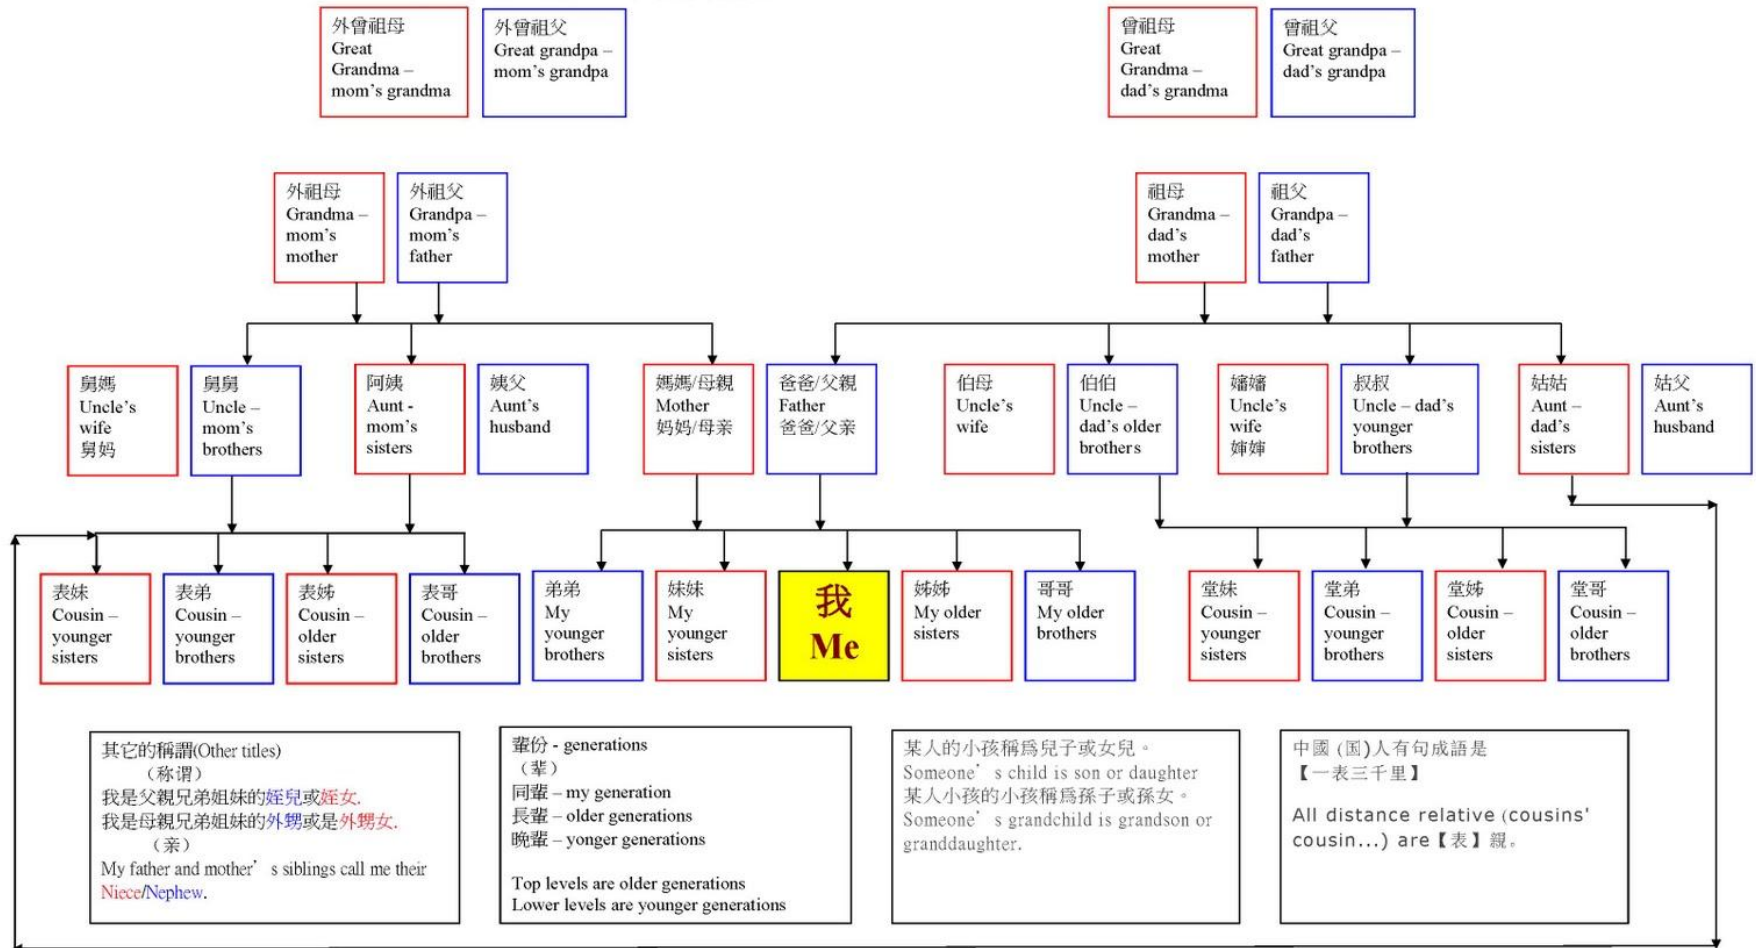 外曾祖母
Great
Grandma –
mom's grandma
外曾祖父
Great grandpa –
mom's grandpa
曾祖母
Great
Grandma –
dad's grandma
曾祖父
Great grandpa –
dad's grandpa
外祖母
Grandma –
mom's
mother
外祖父
Grandpa –
mom's
father
祖母
Grandma –
dad's
mother
祖父
Grandpa –
dad's
father
舅媽
Uncle's
wife
舅妈
舅舅
Uncle –
mom's
brothers
阿姨
Aunt -
mom's
sisters
姨父
Aunt's
husband
媽媽/母親
Mother
妈妈/母亲
爸爸/父親
Father
爸爸/父亲
伯母
Uncle's
wife
伯伯
Uncle –
dad's older
brothers
嬸嬸
Uncle's
wife
婶婶
叔叔
Uncle – dad's
younger
brothers
姑姑
Aunt –
dad's
sisters
姑父
Aunt's
husband
表妹
Cousin –
younger
sisters
表弟
Cousin –
younger
brothers
表姊
Cousin –
older
sisters
表哥
Cousin –
older
brothers
弟弟
My
younger
brothers
妹妹
My
younger
sisters
我
Me
姊姊
My older
sisters
哥哥
My older
brothers
堂妹
Cousin –
younger
sisters
堂弟
Cousin –
younger
brothers
堂姊
Cousin –
older
sisters
堂哥
Cousin –
older
brothers
其它的稱謂(Other titles)
（称谓）
我是父親兄弟姐妹的姪兒或姪女.
我是母親兄弟姐妹的外甥或是外甥女.
（亲）
My father and mother’s siblings call me their
Niece/Nephew.
輩份 - generations
（辈）
同輩 – my generation
長輩 – older generations
晚輩 – yonger generations
Top levels are older generations
Lower levels are younger generations
某人的小孩稱爲兒子或女兒。
Someone’s child is son or daughter
某人小孩的小孩稱爲孫子或孫女。
Someone’s grandchild is grandson or
granddaughter.
中國 (国)人有句成語是
【一表三千里】
All distance relative (cousins'
cousin...) are【表】親。